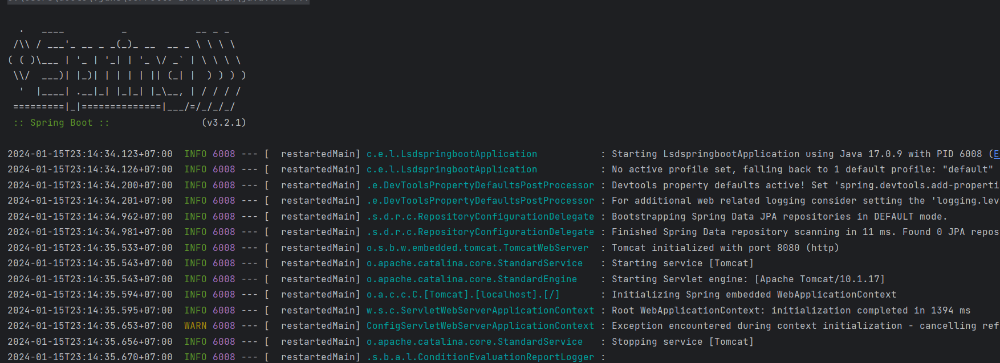 .   ____          _            __ _ _
 /\\ / ___'_ __ _ _(_)_ __  __ _ \ \ \ \
( ( )\___ | '_ | '_| | '_ \/ _` | \ \ \ \
 \\/  ___)| |_)| | | | | || (_| |  ) ) ) )
  '  |____| .__|_| |_|_| |_\__, | / / / /
 =========|_|==============|___/=/_/_/_/
 :: Spring Boot ::                (v3.2.1)
2024-01-15T23:14:34.123+07:00  INFO 6008 --- [  restartedMain] c.e.l.LsdspringbootApplication           : Starting LsdspringbootApplication using Java 17.0.9 with PID 6008 (E
2024-01-15T23:14:34.126+07:00  INFO 6008 --- [  restartedMain] c.e.l.LsdspringbootApplication           : No active profile set, falling back to 1 default profile: "default"
2024-01-15T23:14:34.200+07:00  INFO 6008 --- [  restartedMain] .e.DevToolsPropertyDefaultsPostProcessor : Devtools property defaults active! Set 'spring.devtools.add-properti
2024-01-15T23:14:34.201+07:00  INFO 6008 --- [  restartedMain] .e.DevToolsPropertyDefaultsPostProcessor : For additional web related logging consider setting the 'logging.lev
2024-01-15T23:14:34.962+07:00  INFO 6008 --- [  restartedMain] .s.d.r.c.RepositoryConfigurationDelegate : Bootstrapping Spring Data JPA repositories in DEFAULT mode.
2024-01-15T23:14:34.981+07:00  INFO 6008 --- [  restartedMain] .s.d.r.c.RepositoryConfigurationDelegate : Finished Spring Data repository scanning in 11 ms. Found 0 JPA repos
2024-01-15T23:14:35.533+07:00  INFO 6008 --- [  restartedMain] o.s.b.w.embedded.tomcat.TomcatWebServer  : Tomcat initialized with port 8080 (http)
2024-01-15T23:14:35.543+07:00  INFO 6008 --- [  restartedMain] o.apache.catalina.core.StandardService   : Starting service [Tomcat]
2024-01-15T23:14:35.543+07:00  INFO 6008 --- [  restartedMain] o.apache.catalina.core.StandardEngine    : Starting Servlet engine: [Apache Tomcat/10.1.17]
2024-01-15T23:14:35.594+07:00  INFO 6008 --- [  restartedMain] o.a.c.c.C.[Tomcat].[localhost].[/]       : Initializing Spring embedded WebApplicationContext
2024-01-15T23:14:35.595+07:00  INFO 6008 --- [  restartedMain] w.s.c.ServletWebServerApplicationContext : Root WebApplicationContext: initialization completed in 1394 ms
2024-01-15T23:14:35.653+07:00  WARN 6008 --- [  restartedMain] ConfigServletWebServerApplicationContext : Exception encountered during context initialization - cancelling ref
2024-01-15T23:14:35.656+07:00  INFO 6008 --- [  restartedMain] o.apache.catalina.core.StandardService   : Stopping service [Tomcat]
2024-01-15T23:14:35.670+07:00  INFO 6008 --- [  restartedMain] .s.b.a.l.ConditionEvaluationReportLogger :